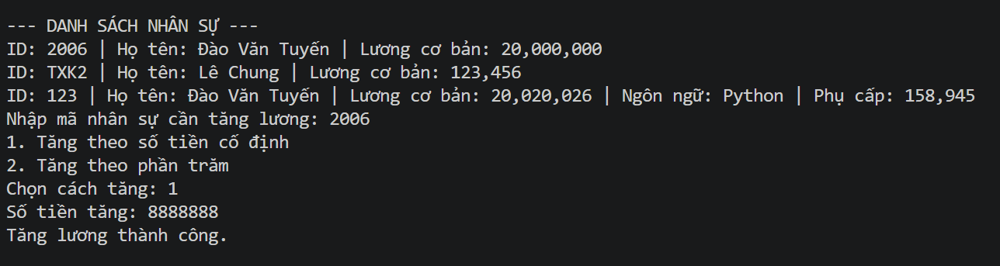 --- DANH SÁCH NHÂN SỰ ---
ID: 2006 | Họ tên: Đào Văn Tuyến | Lương cơ bản: 20,000,000
ID: TXK2 | Họ tên: Lê Chung | Lương cơ bản: 123,456
ID: 123 | Họ tên: Đào Văn Tuyến | Lương cơ bản: 20,020,026 | Ngôn ngữ: Python | Phụ cấp: 158,945
Nhập mã nhân sự cần tăng lương: 2006
1. Tăng theo số tiền cố định
2. Tăng theo phần trăm
Chọn cách tăng: 1
Số tiền tăng: 8888888
Tăng lương thành công.